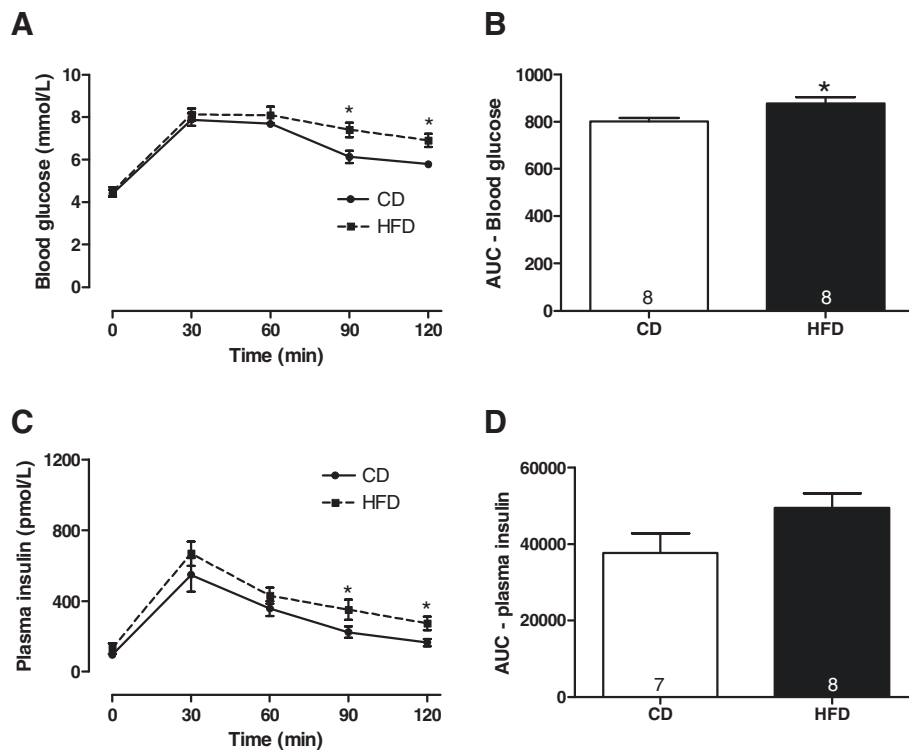 A
Blood glucose (mmol/L)
10
8
6
4
2
0
*
*
CD
HFD
0 30 60 90 120
Time (min)
B
AUC - Blood glucose
1000
800
600
400
200
0
*
8 8
CD HFD
C
Plasma insulin (pmol/L)
1200
800
400
0
CD
HFD
*
*
0 30 60 90 120
Time (min)
D
AUC - plasma insulin
60000
40000
20000
0
7 8
CD HFD